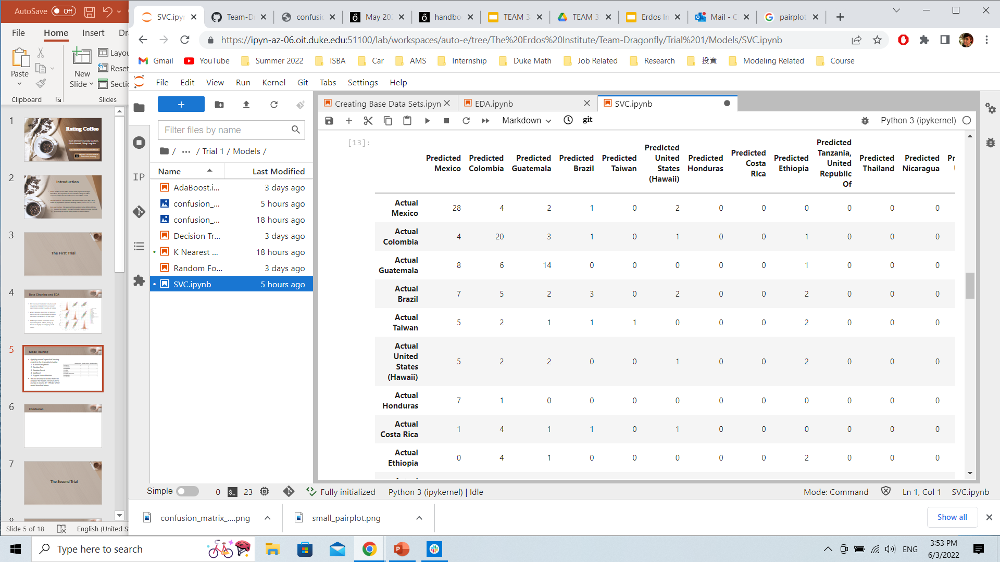 AutoSave Off
File Home Insert
Paste
New
Slide
Layou
Reset
Sectio
Clipboard
Slides
1
Rating Coffee
2
Introduction
3
The First Trial
4
Data Cleaning and EDA
5
Mode Training
6
Conclusion
7
The Second Trial
8
Slide 5 of 18
English (United S
SVC.ipyn
Team-D
confusio
May 202
handbo
TEAM 3
TEAM 3
Erdos In
Mail - C
pairplot
https://ipyn-az-06.oit.duke.edu:51100/lab/workspaces/auto-e/tree/The%20Erdos%20Institute/Team-Dragonfly/Trial%201/Models/SVC.ipynb
Gmail YouTube Summer 2022 ISBA Car AMS Internship Duke Math Job Related Research 投資 Modeling Related Course
File Edit View Run Kernel Git Tabs Settings Help
Filter files by name
/ ... / Trial 1 / Models /
Name Last Modified
AdaBoost.i... 3 days ago
confusion_... 5 hours ago
confusion_... 18 hours ago
Decision Tr... 3 days ago
K Nearest ... 18 hours ago
Random Fo... 3 days ago
SVC.ipynb 5 hours ago
Creating Base Data Sets.ipyn
EDA.ipynb
SVC.ipynb
Markdown
git
Python 3 (ipykernel)
[13]:
Predicted Mexico
Predicted Colombia
Predicted Guatemala
Predicted Brazil
Predicted Taiwan
Predicted United States (Hawaii)
Predicted Honduras
Predicted Costa Rica
Predicted Ethiopia
Predicted Tanzania, United Republic Of
Predicted Thailand
Predicted Nicaragua
Pr
Actual Mexico 28 4 2 1 0 2 0 0 0 0 0 0
Actual Colombia 4 20 3 1 0 1 0 0 1 0 0 0
Actual Guatemala 8 6 14 0 0 0 0 0 1 0 0 0
Actual Brazil 7 5 2 3 0 2 0 0 2 0 0 0
Actual Taiwan 5 2 1 1 1 0 0 0 2 0 0 0
Actual United States (Hawaii) 5 2 2 0 0 1 0 0 2 0 0 0
Actual Honduras 7 1 0 0 0 0 0 0 0 0 0 0
Actual Costa Rica 1 4 1 1 0 1 0 0 0 0 0 0
Actual Ethiopia 0 4 1 0 0 0 0 0 2 0 0 0
Simple 0 23 Fully initialized Python 3 (ipykernel) | Idle
Mode: Command Ln 1, Col 1 SVC.ipynb
confusion_matrix_....png
small_pairplot.png
Show all
Type here to search
ENG
3:53 PM
6/3/2022